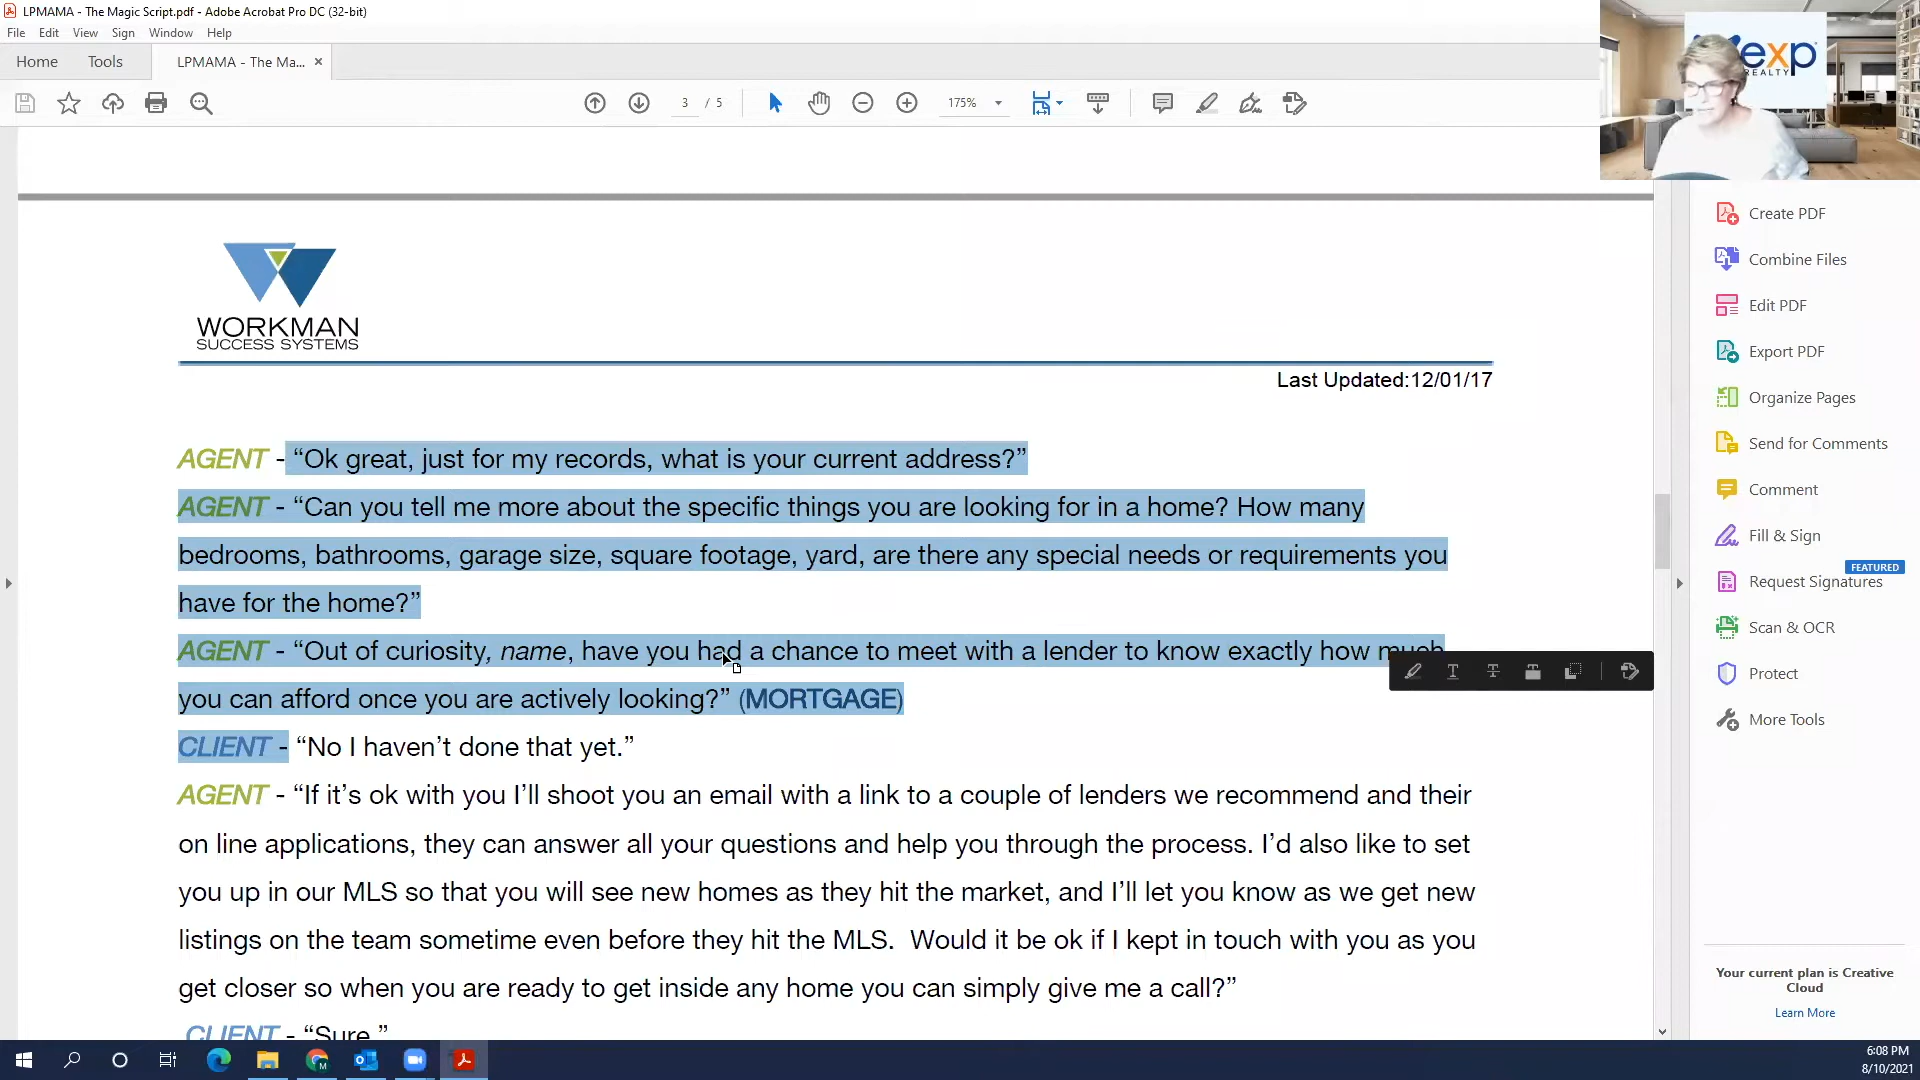 LPMAMA - The Magic Script.pdf - Adobe Acrobat Pro DC (32-bit)
File Edit View Sign Window Help
Home Tools LPMAMA - The Ma... ×
3 / 5 175%
exp
REALTY
Create PDF
Combine Files
Edit PDF
Export PDF
Organize Pages
Send for Comments
Comment
Fill & Sign
FEATURED
Request Signatures
Scan & OCR
Protect
More Tools
Your current plan is Creative
Cloud
Learn More
WORKMAN
SUCCESS SYSTEMS
Last Updated:12/01/17
AGENT - “Ok great, just for my records, what is your current address?”
AGENT - “Can you tell me more about the specific things you are looking for in a home? How many
bedrooms, bathrooms, garage size, square footage, yard, are there any special needs or requirements you
have for the home?”
AGENT - “Out of curiosity, name, have you had a chance to meet with a lender to know exactly how much
you can afford once you are actively looking?” (MORTGAGE)
CLIENT - “No I haven’t done that yet.”
AGENT - “If it’s ok with you I’ll shoot you an email with a link to a couple of lenders we recommend and their
on line applications, they can answer all your questions and help you through the process. I’d also like to set
you up in our MLS so that you will see new homes as they hit the market, and I’ll let you know as we get new
listings on the team sometime even before they hit the MLS.  Would it be ok if I kept in touch with you as you
get closer so when you are ready to get inside any home you can simply give me a call?”
CLIENT - “Sure.”
6:08 PM
8/10/2021